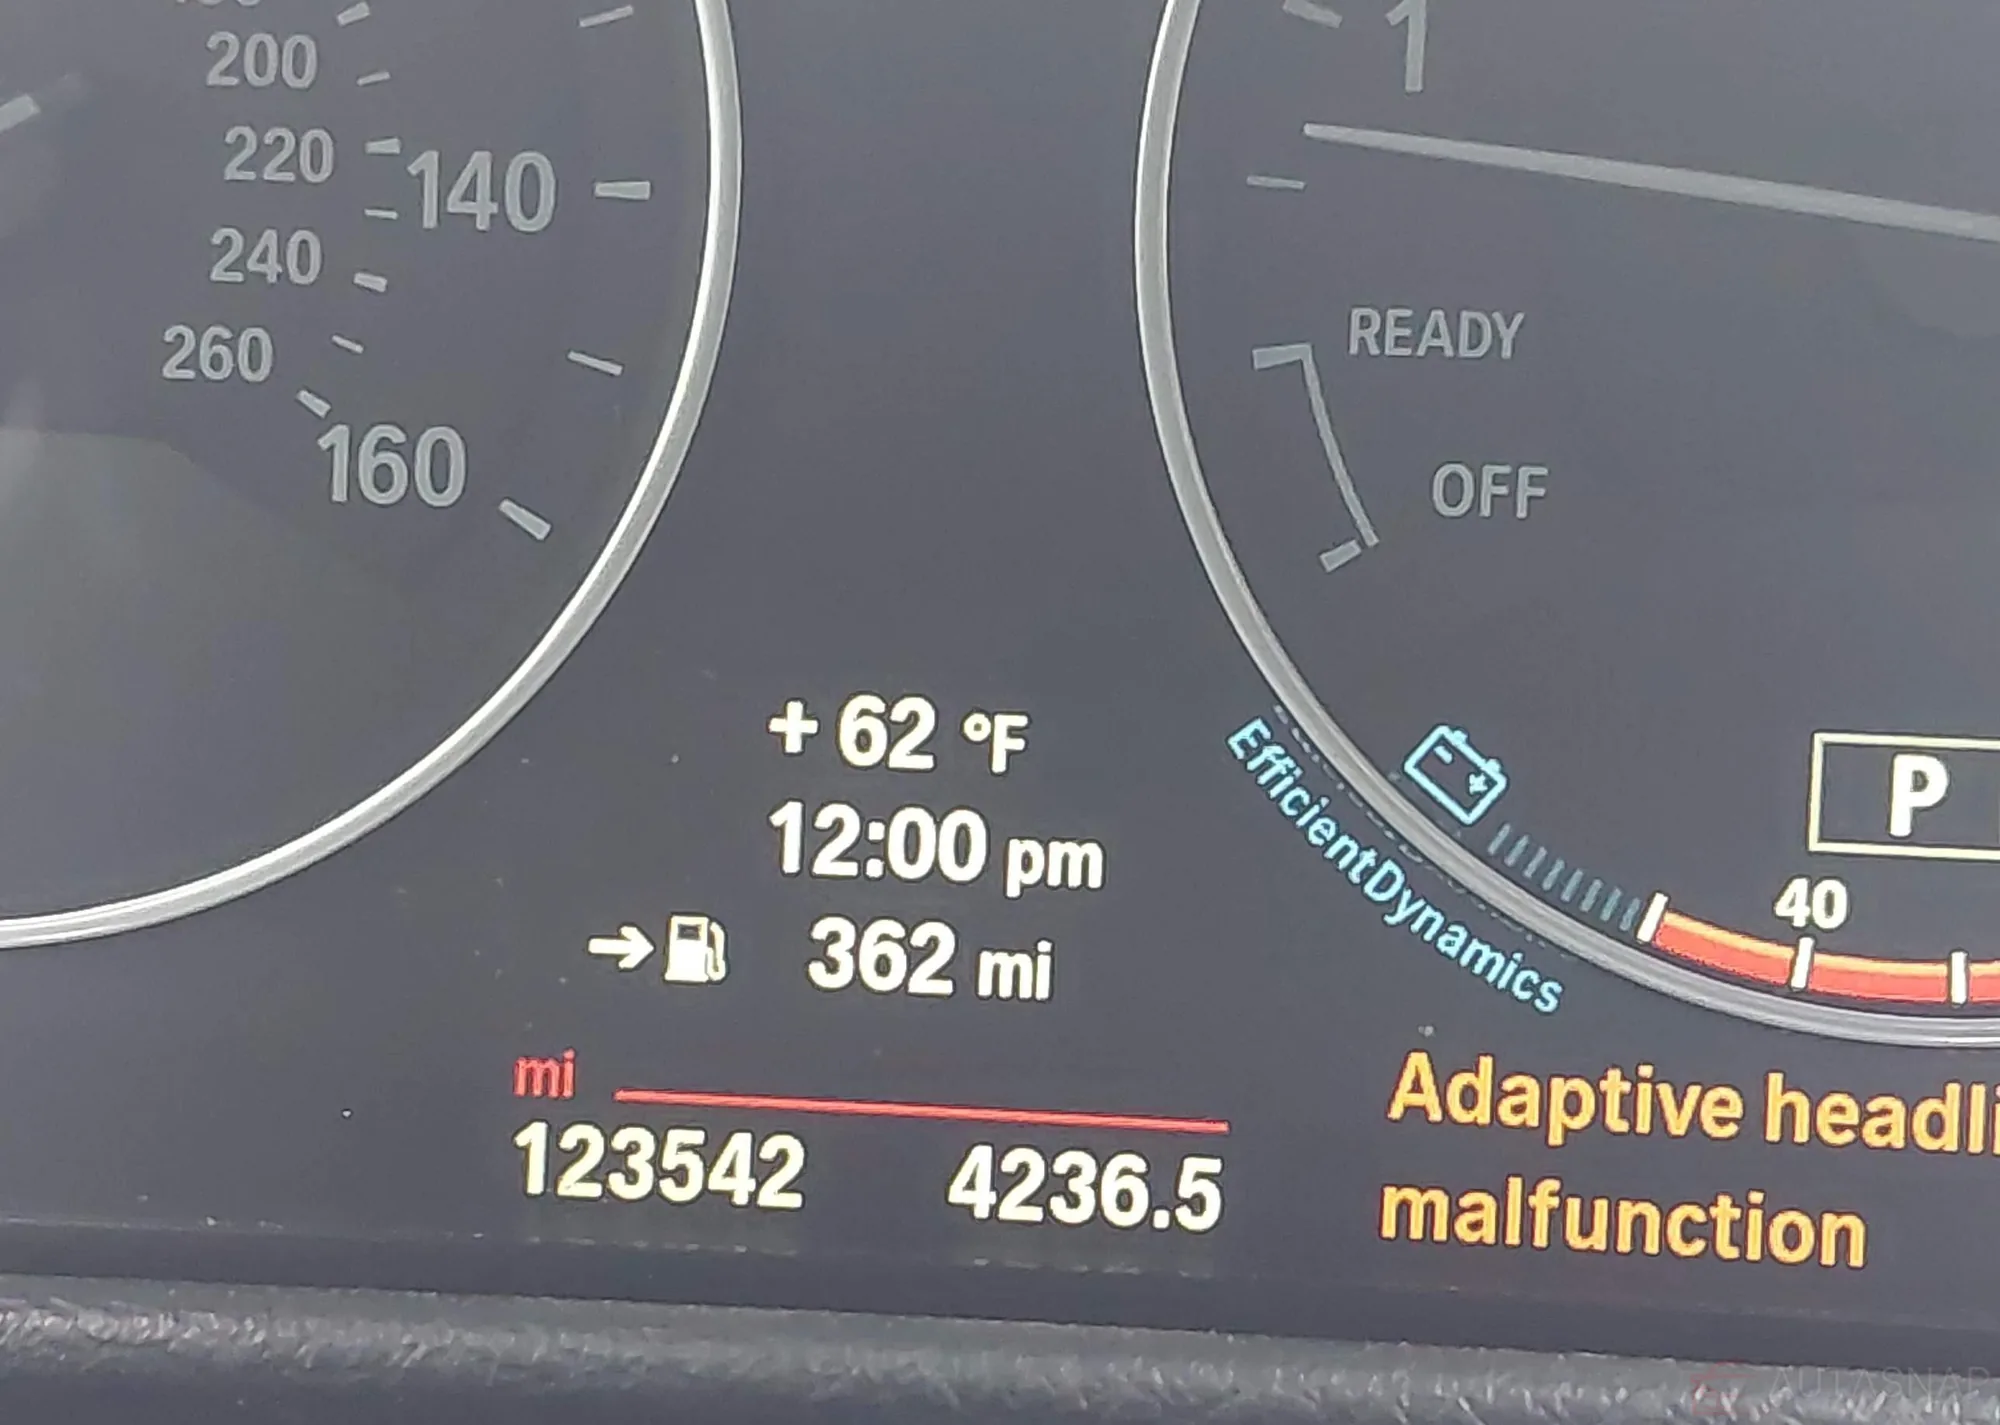 200
220
140
240
260
160
1
READY
OFF
+ 62 °F
12:00 pm
362 mi
EfficientDynamics
P
40
mi
123542 4236.5
Adaptive headli
malfunction
AUTASNAP